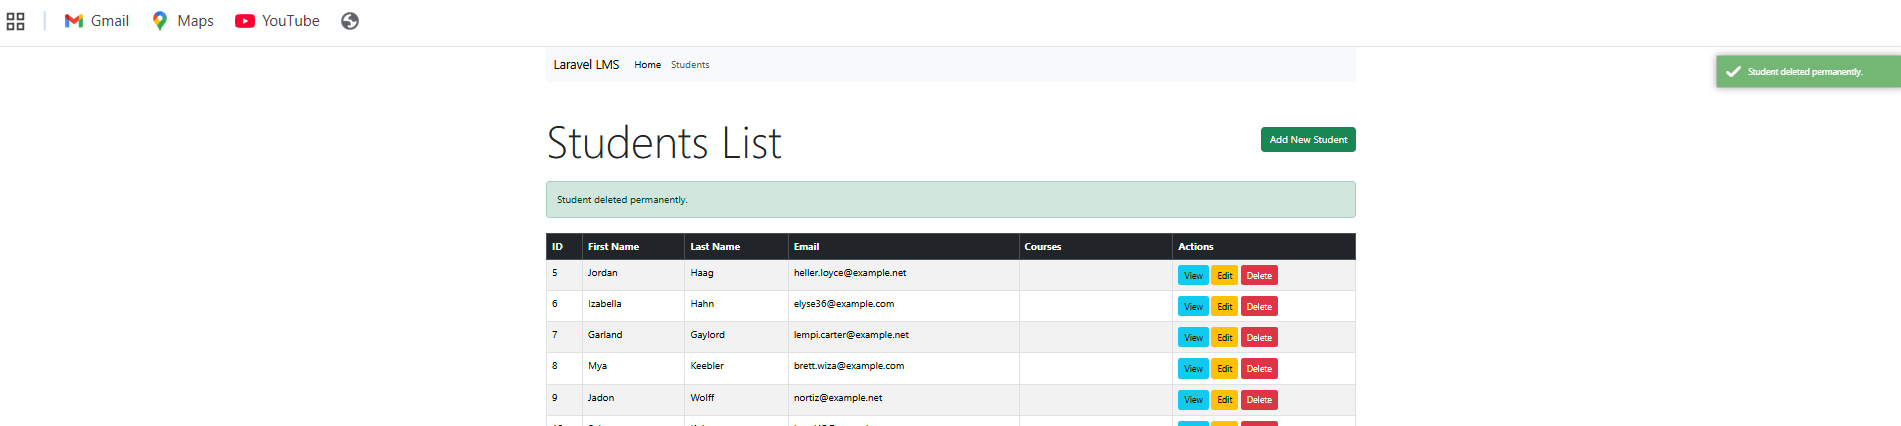 Gmail Maps YouTube
Laravel LMS Home Students
Student deleted permanently.
Students List
Add New Student
Student deleted permanently.
ID First Name Last Name Email Courses Actions
5 Jordan Haag heller.loyce@example.net View Edit Delete
6 Izabella Hahn elyse36@example.com View Edit Delete
7 Garland Gaylord lempi.carter@example.net View Edit Delete
8 Mya Keebler brett.wiza@example.com View Edit Delete
9 Jadon Wolff nortiz@example.net View Edit Delete